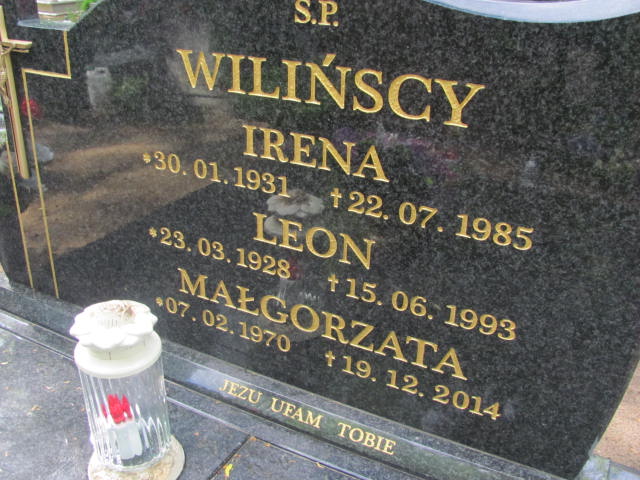 S.P.
WILIŃSCY
IRENA
*30.01.1931 †22.07.1985
LEON
*23.03.1928 †15.06.1993
MAŁGORZATA
*07.02.1970 †19.12.2014
JEZU UFAM TOBIE